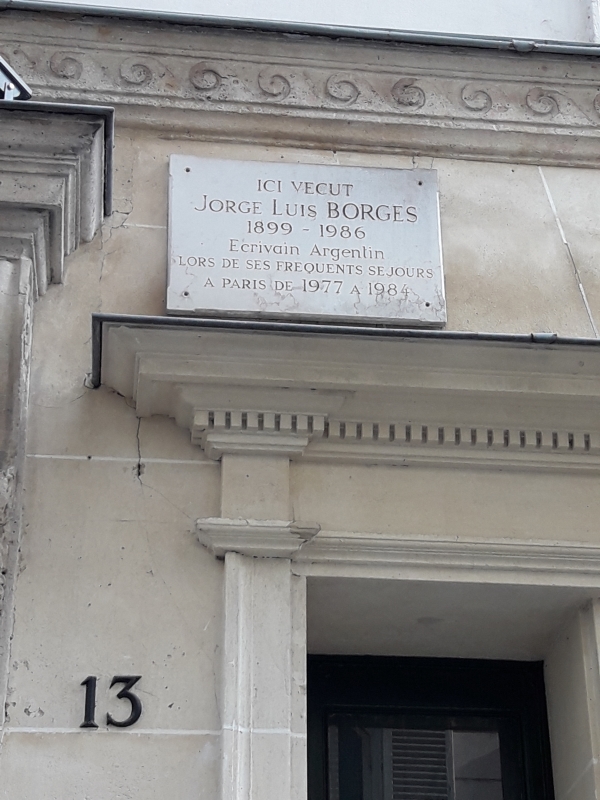 ICI VECUT
JORGE LUIS BORGES
1899 - 1986
Ecrivain Argentin
LORS DE SES FREQUENTS SEJOURS
A PARIS DE 1977 A 1984
13